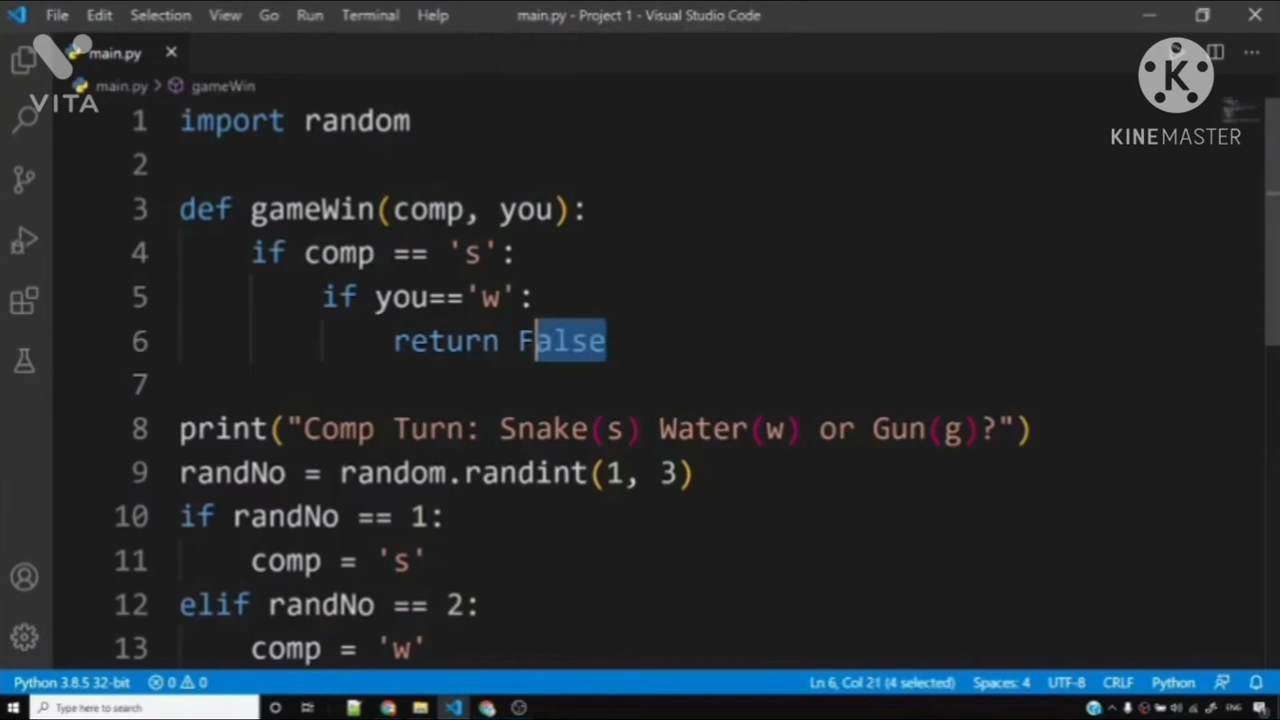 File Edit Selection View Go Run Terminal Help main.py - Project 1 - Visual Studio Code
main.py
VITA
main.py > gameWin
K
KINEMASTER
1 import random
2
3 def gameWin(comp, you):
4 if comp == 's':
5 if you=='w':
6 return False
7
8 print("Comp Turn: Snake(s) Water(w) or Gun(g)?")
9 randNo = random.randint(1, 3)
10 if randNo == 1:
11 comp = 's'
12 elif randNo == 2:
13 comp = 'w'
Python 3.8.5 32-bit 0 0 Ln 6, Col 21 (4 selected) Spaces: 4 UTF-8 CRLF Python
Type here to search ENG